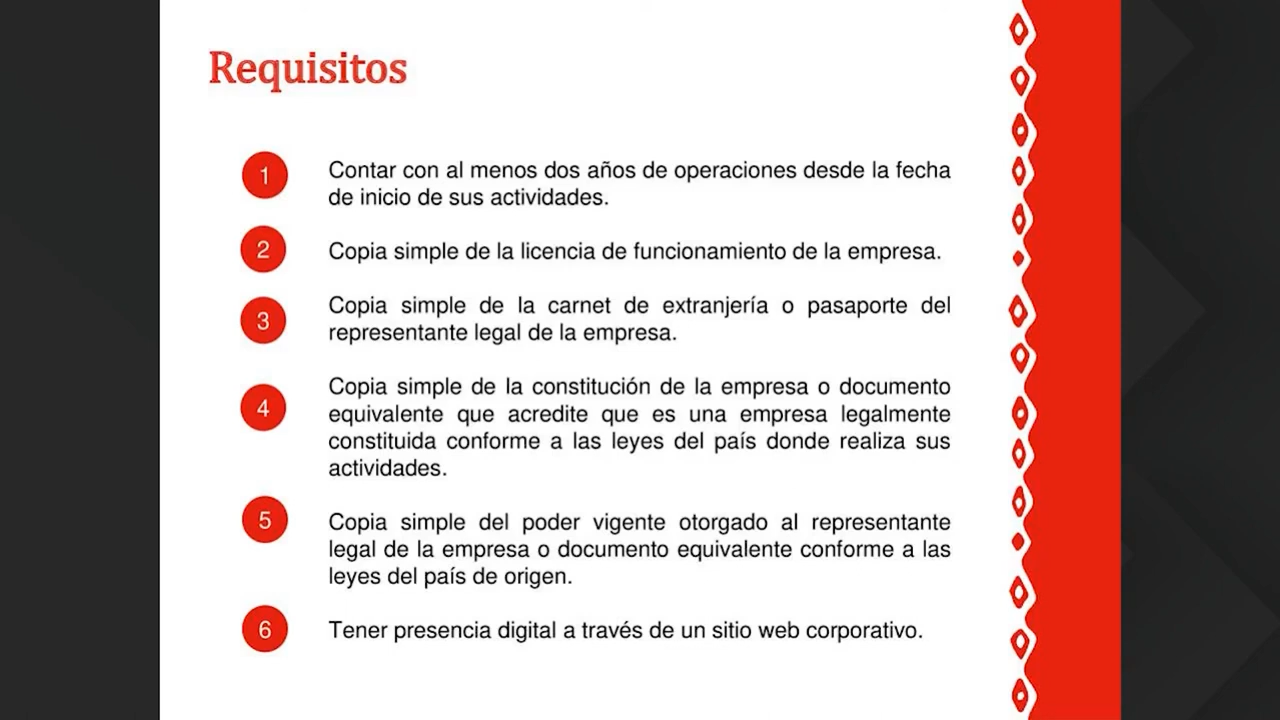 Requisitos
1
Contar con al menos dos años de operaciones desde la fecha
de inicio de sus actividades.
2
Copia simple de la licencia de funcionamiento de la empresa.
3
Copia simple de la carnet de extranjería o pasaporte del
representante legal de la empresa.
4
Copia simple de la constitución de la empresa o documento
equivalente que acredite que es una empresa legalmente
constituida conforme a las leyes del país donde realiza sus
actividades.
5
Copia simple del poder vigente otorgado al representante
legal de la empresa o documento equivalente conforme a las
leyes del país de origen.
6
Tener presencia digital a través de un sitio web corporativo.